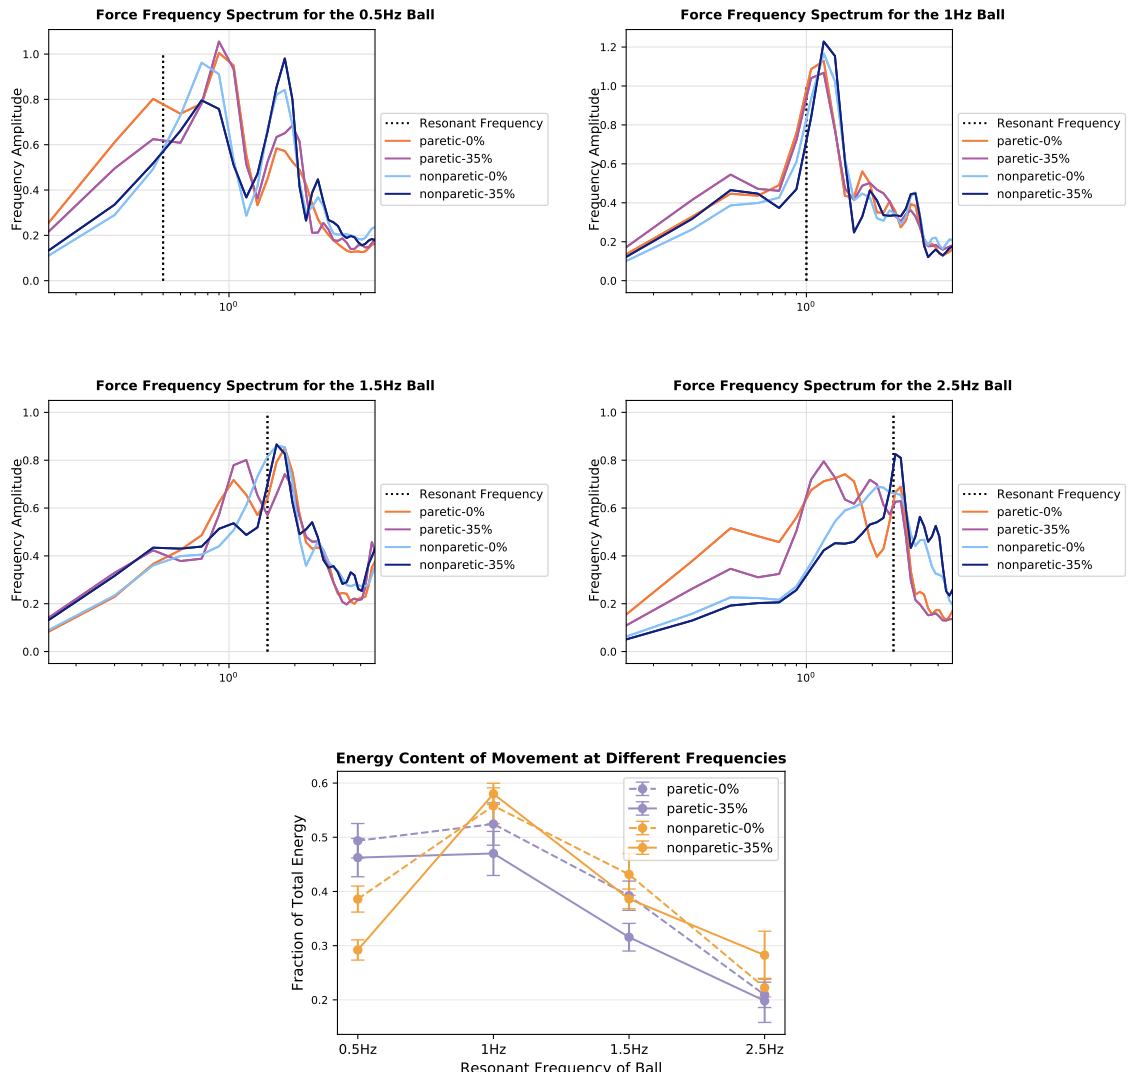 Force Frequency Spectrum for the 0.5Hz Ball
Frequency Amplitude
1.0
0.8
0.6
0.4
0.2
0.0
10⁰
Resonant Frequency
paretic-0%
paretic-35%
nonparetic-0%
nonparetic-35%
Force Frequency Spectrum for the 1Hz Ball
Frequency Amplitude
1.2
1.0
0.8
0.6
0.4
0.2
0.0
10⁰
Resonant Frequency
paretic-0%
paretic-35%
nonparetic-0%
nonparetic-35%
Force Frequency Spectrum for the 1.5Hz Ball
Frequency Amplitude
1.0
0.8
0.6
0.4
0.2
0.0
10⁰
Resonant Frequency
paretic-0%
paretic-35%
nonparetic-0%
nonparetic-35%
Force Frequency Spectrum for the 2.5Hz Ball
Frequency Amplitude
1.0
0.8
0.6
0.4
0.2
0.0
10⁰
Resonant Frequency
paretic-0%
paretic-35%
nonparetic-0%
nonparetic-35%
Energy Content of Movement at Different Frequencies
Fraction of Total Energy
0.6
0.5
0.4
0.3
0.2
paretic-0%
paretic-35%
nonparetic-0%
nonparetic-35%
0.5Hz 1Hz 1.5Hz 2.5Hz
Resonant Frequency of Ball